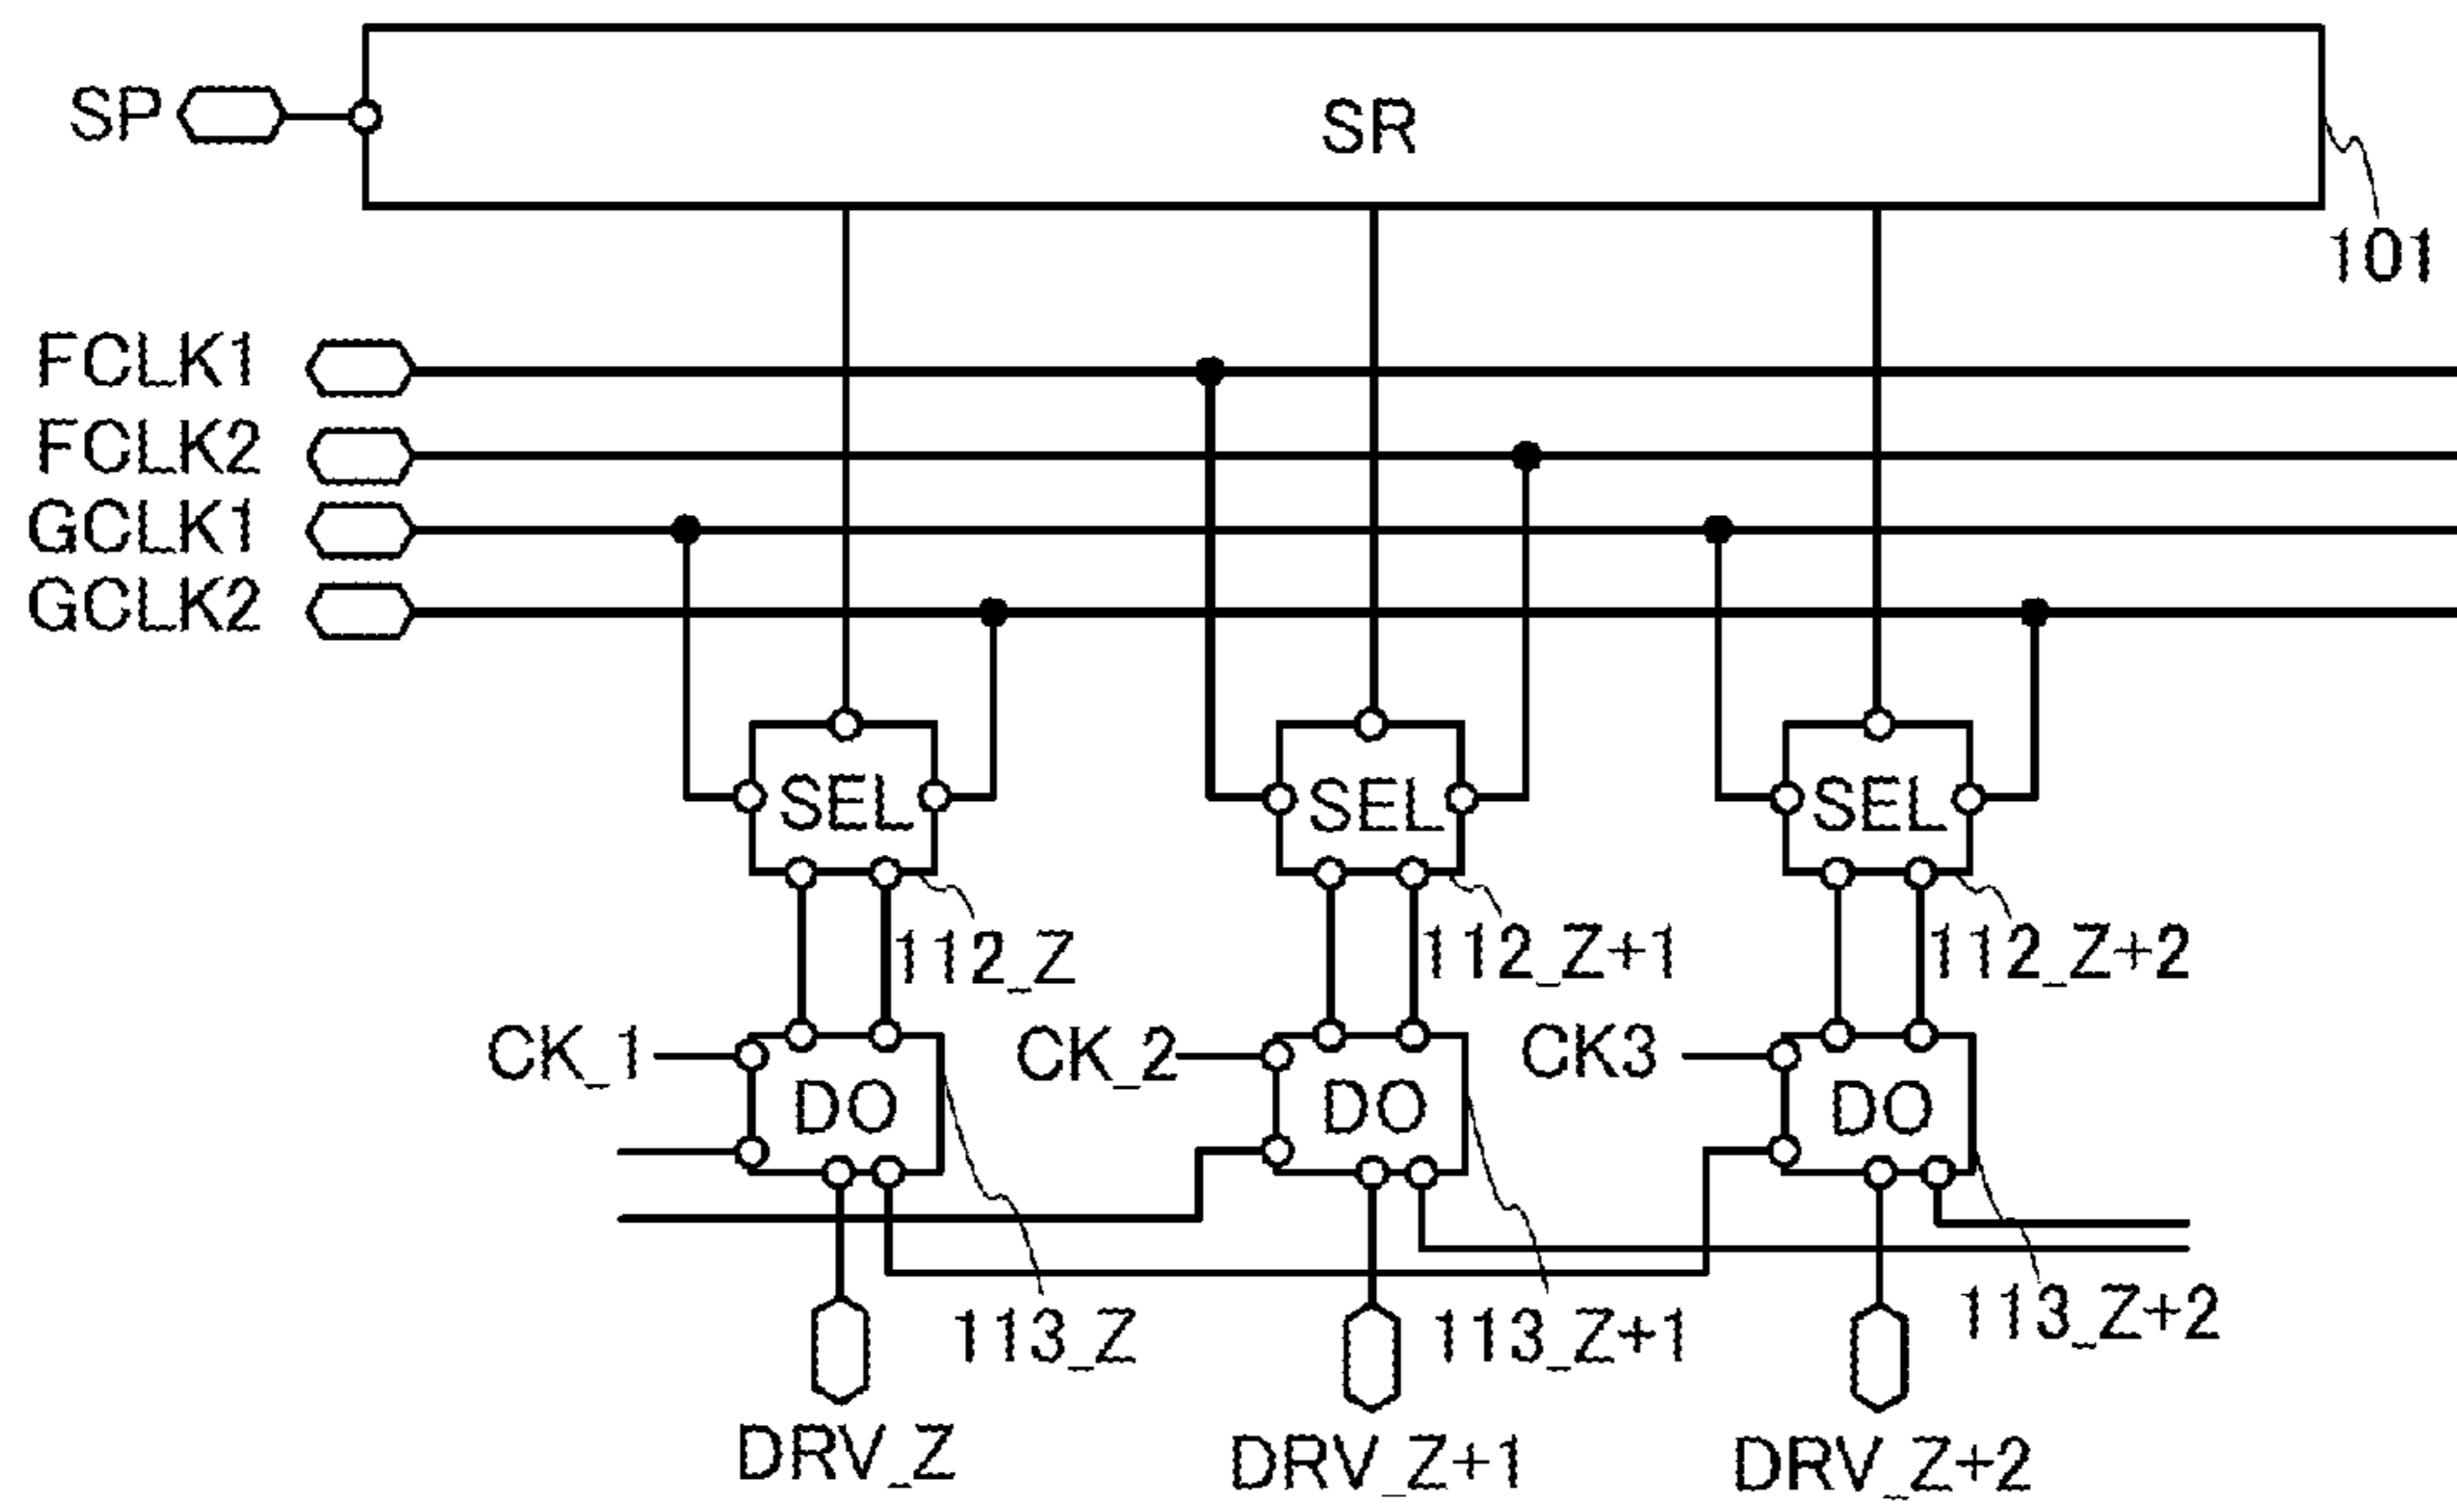 SP
SR
101
FCLK1
FCLK2
GCLK1
GCLK2
SEL
SEL
SEL
112_Z
112_Z+1
112_Z+2
CK_1
CK_2
CK3
DO
DO
DO
113_Z
113_Z+1
113_Z+2
DRV_Z
DRV_Z+1
DRV_Z+2